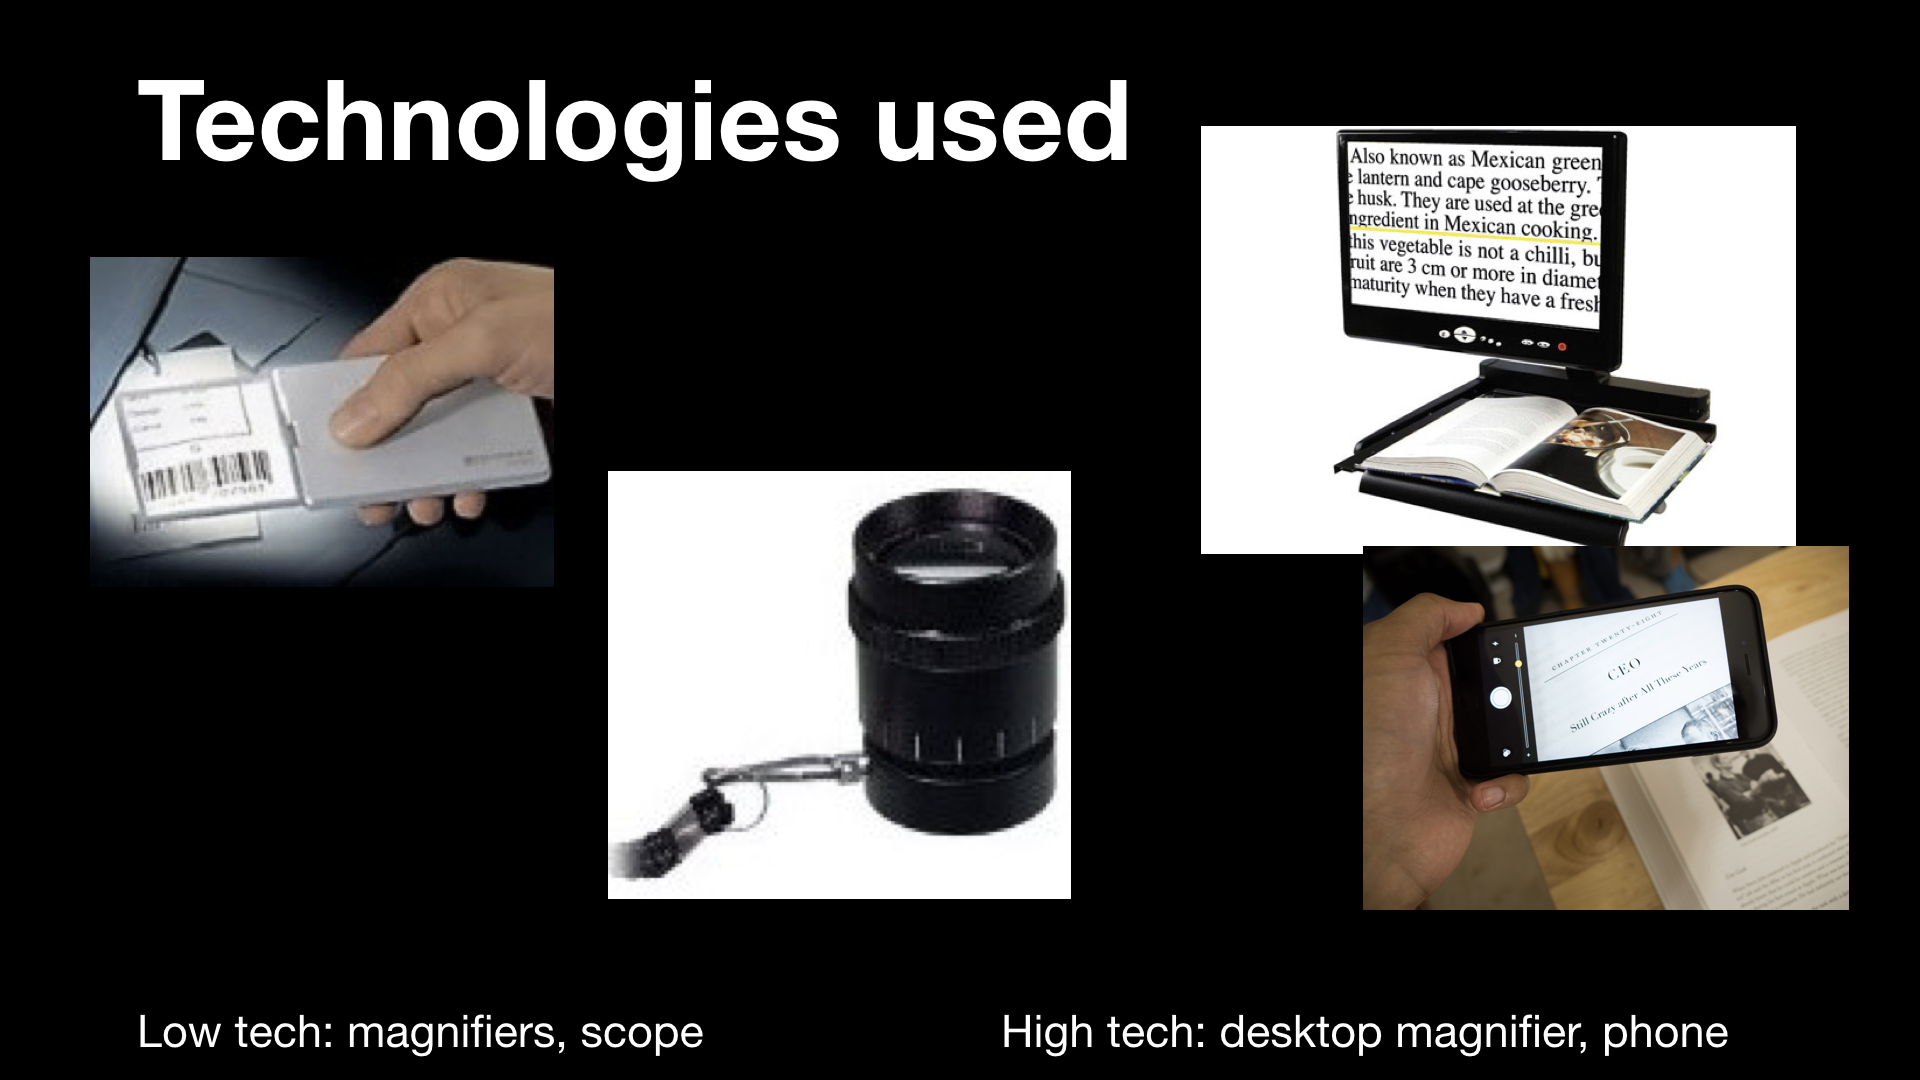 Technologies used
Also known as Mexican green
e lantern and cape gooseberry.
e husk. They are used at the gre
ngredient in Mexican cooking.
this vegetable is not a chilli, bu
ruit are 3 cm or more in diamet
maturity when they have a fresh
CHAPTER TWENTY-EIGHT
CEO
Still Crazy after All These Years
Low tech: magnifiers, scope
High tech: desktop magnifier, phone